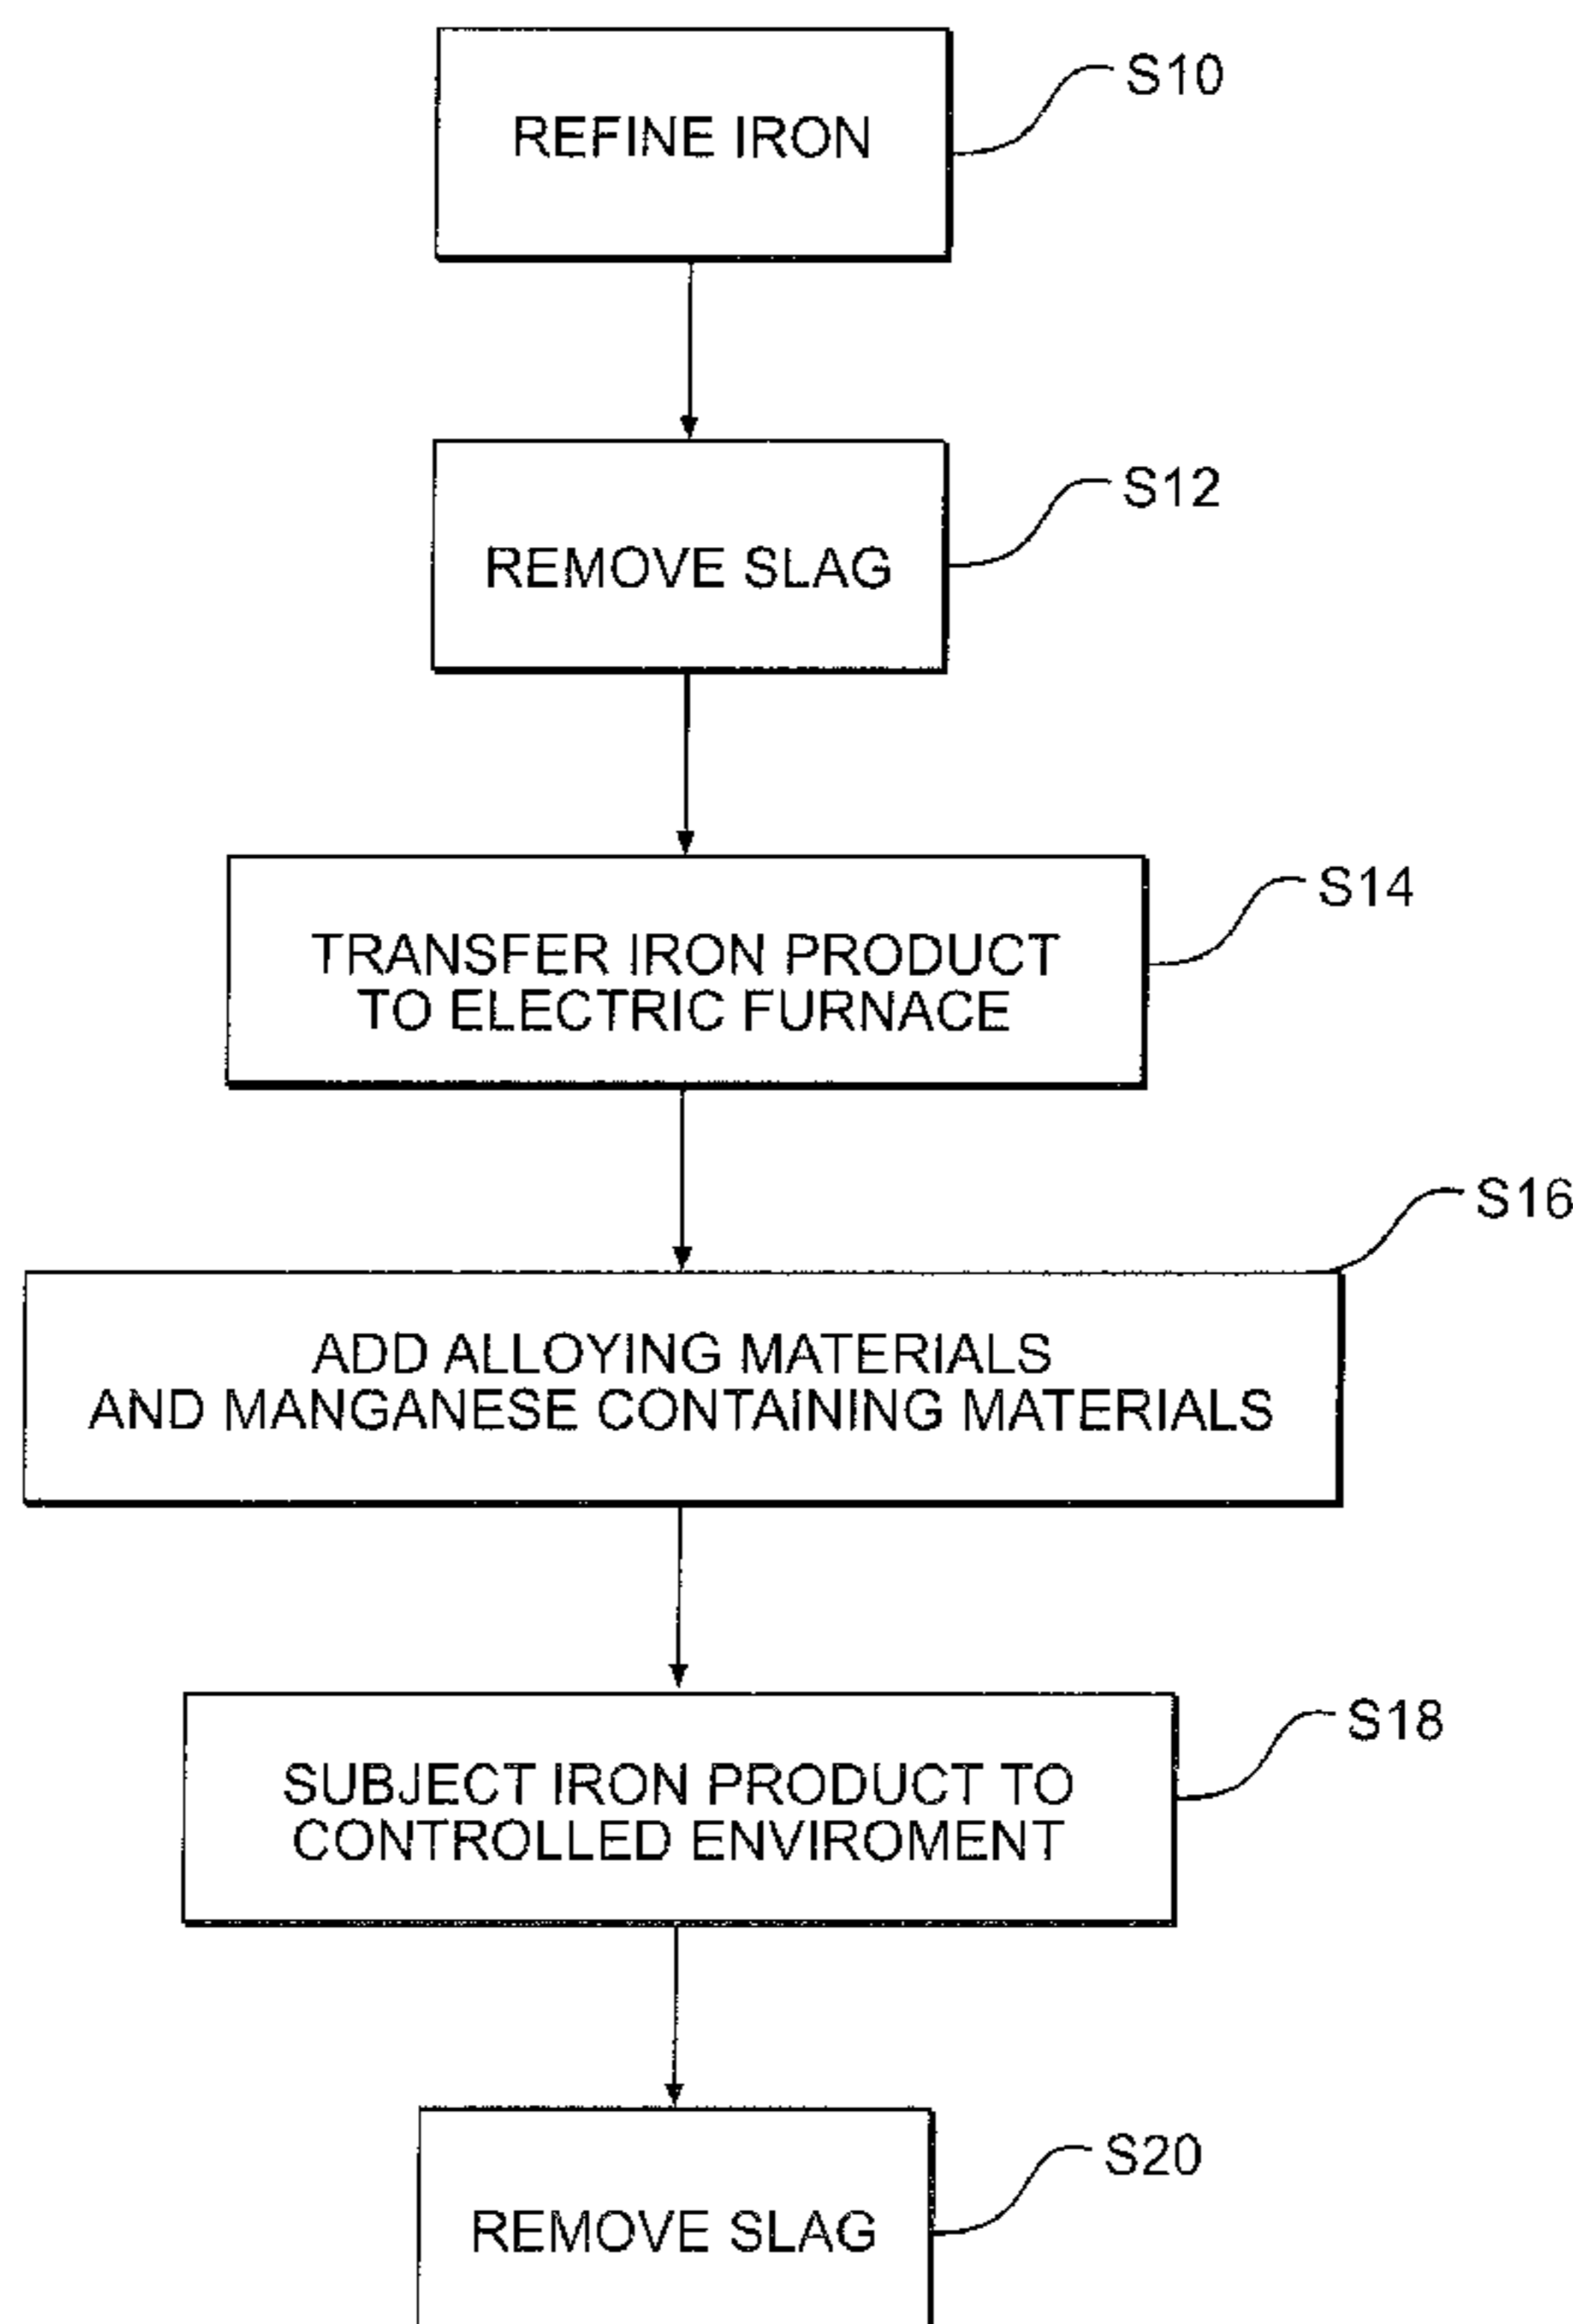 REFINE IRON
S10
REMOVE SLAG
S12
TRANSFER IRON PRODUCT
TO ELECTRIC FURNACE
S14
ADD ALLOYING MATERIALS
AND MANGANESE CONTAINING MATERIALS
S16
SUBJECT IRON PRODUCT TO
CONTROLLED ENVIROMENT
S18
REMOVE SLAG
S20